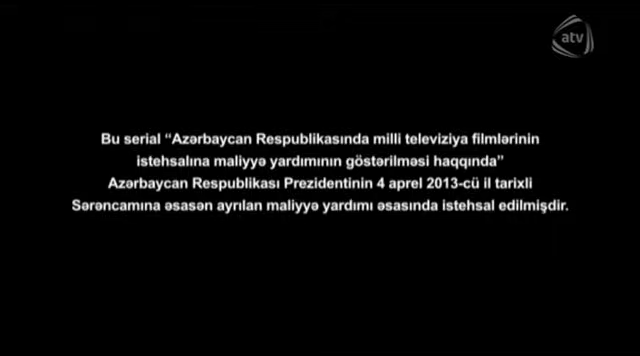 atv
Bu serial “Azərbaycan Respublikasında milli televiziya filmlərinin
istehsalına maliyyə yardımının göstərilməsi haqqında”
Azərbaycan Respublikası Prezidentinin 4 aprel 2013-cü il tarixli
Sərəncamına əsasən ayrılan maliyyə yardımı əsasında istehsal edilmişdir.